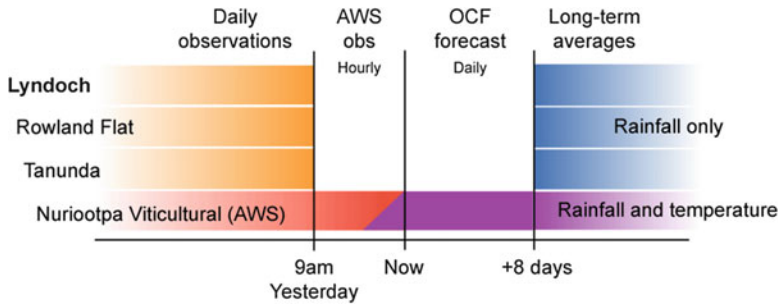 Daily
observations
AWS
obs
Hourly
OCF
forecast
Daily
Long-term
averages
Lyndoch
Rowland Flat
Rainfall only
Tanunda
Nuriootpa Viticultural (AWS)
Rainfall and temperature
9am
Yesterday
Now
+8 days